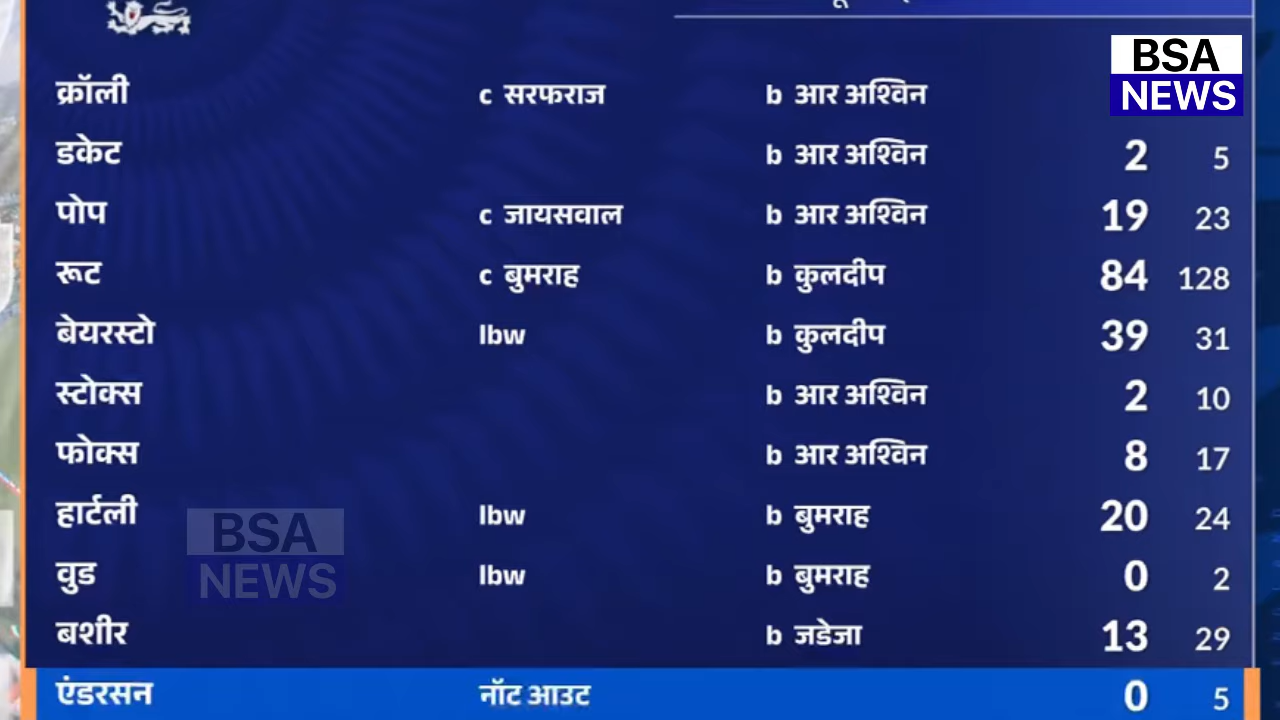 BSA
NEWS
क्रॉली c सरफराज b आर अश्विन
डकेट b आर अश्विन 2 5
पोप c जायसवाल b आर अश्विन 19 23
रूट c बुमराह b कुलदीप 84 128
बेयरस्टो lbw b कुलदीप 39 31
स्टोक्स b आर अश्विन 2 10
फोक्स b आर अश्विन 8 17
हार्टली lbw b बुमराह 20 24
BSA
NEWS
वुड lbw b बुमराह 0 2
बशीर b जडेजा 13 29
एंडरसन नॉट आउट 0 5